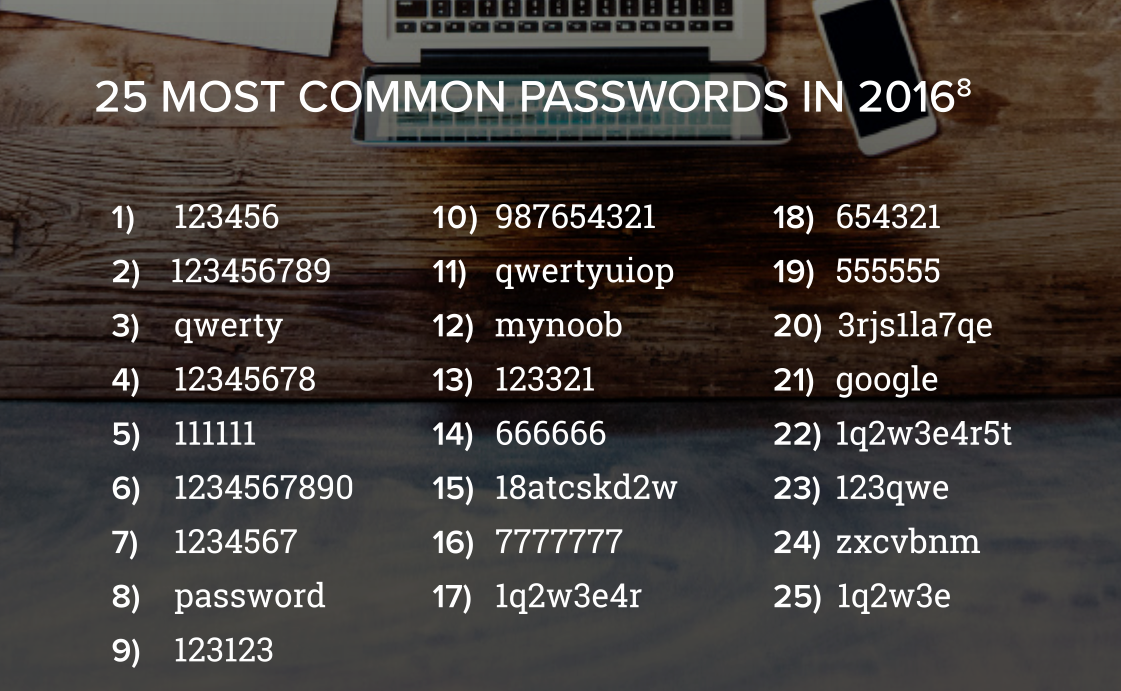 25 MOST COMMON PASSWORDS IN 2016⁸
1) 123456
2) 123456789
3) qwerty
4) 12345678
5) 111111
6) 1234567890
7) 1234567
8) password
9) 123123
10) 987654321
11) qwertyuiop
12) mynoob
13) 123321
14) 666666
15) 18atcskd2w
16) 7777777
17) 1q2w3e4r
18) 654321
19) 555555
20) 3rjs1la7qe
21) google
22) 1q2w3e4r5t
23) 123qwe
24) zxcvbnm
25) 1q2w3e